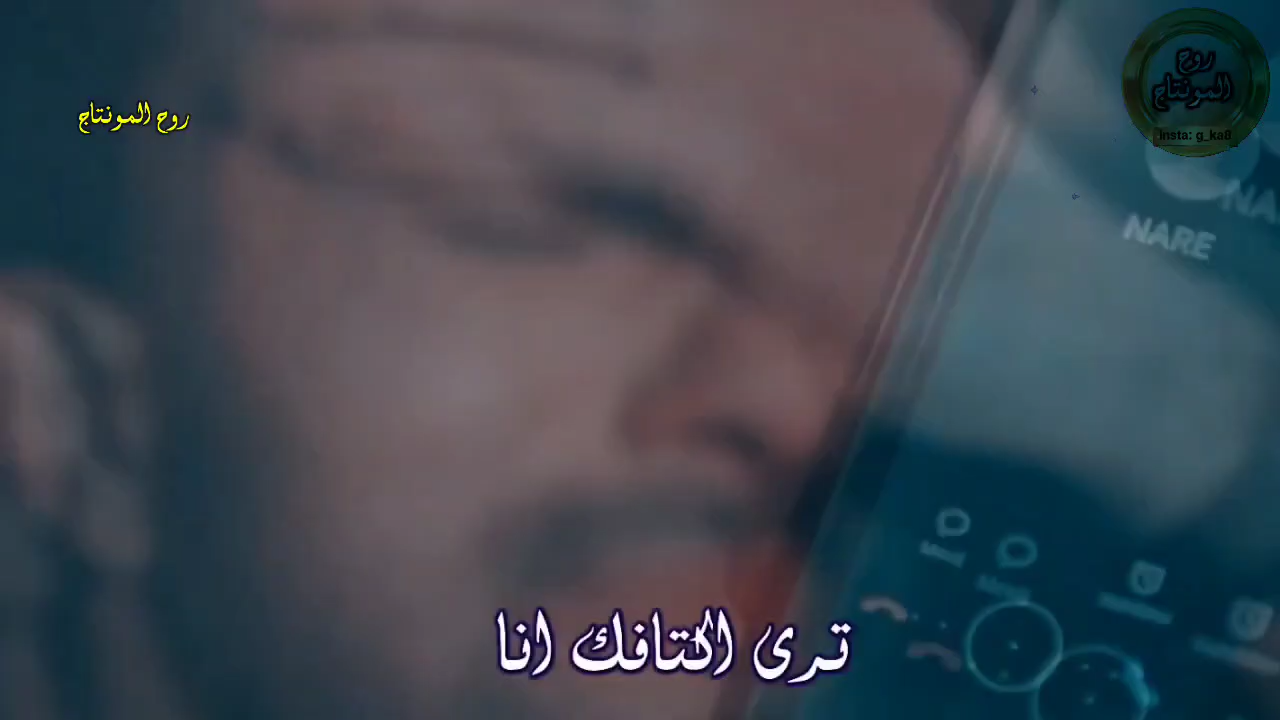 روح المونتاج
روح
المونتاج
insta: g_ka8
NARE
ترى اكتافك انا